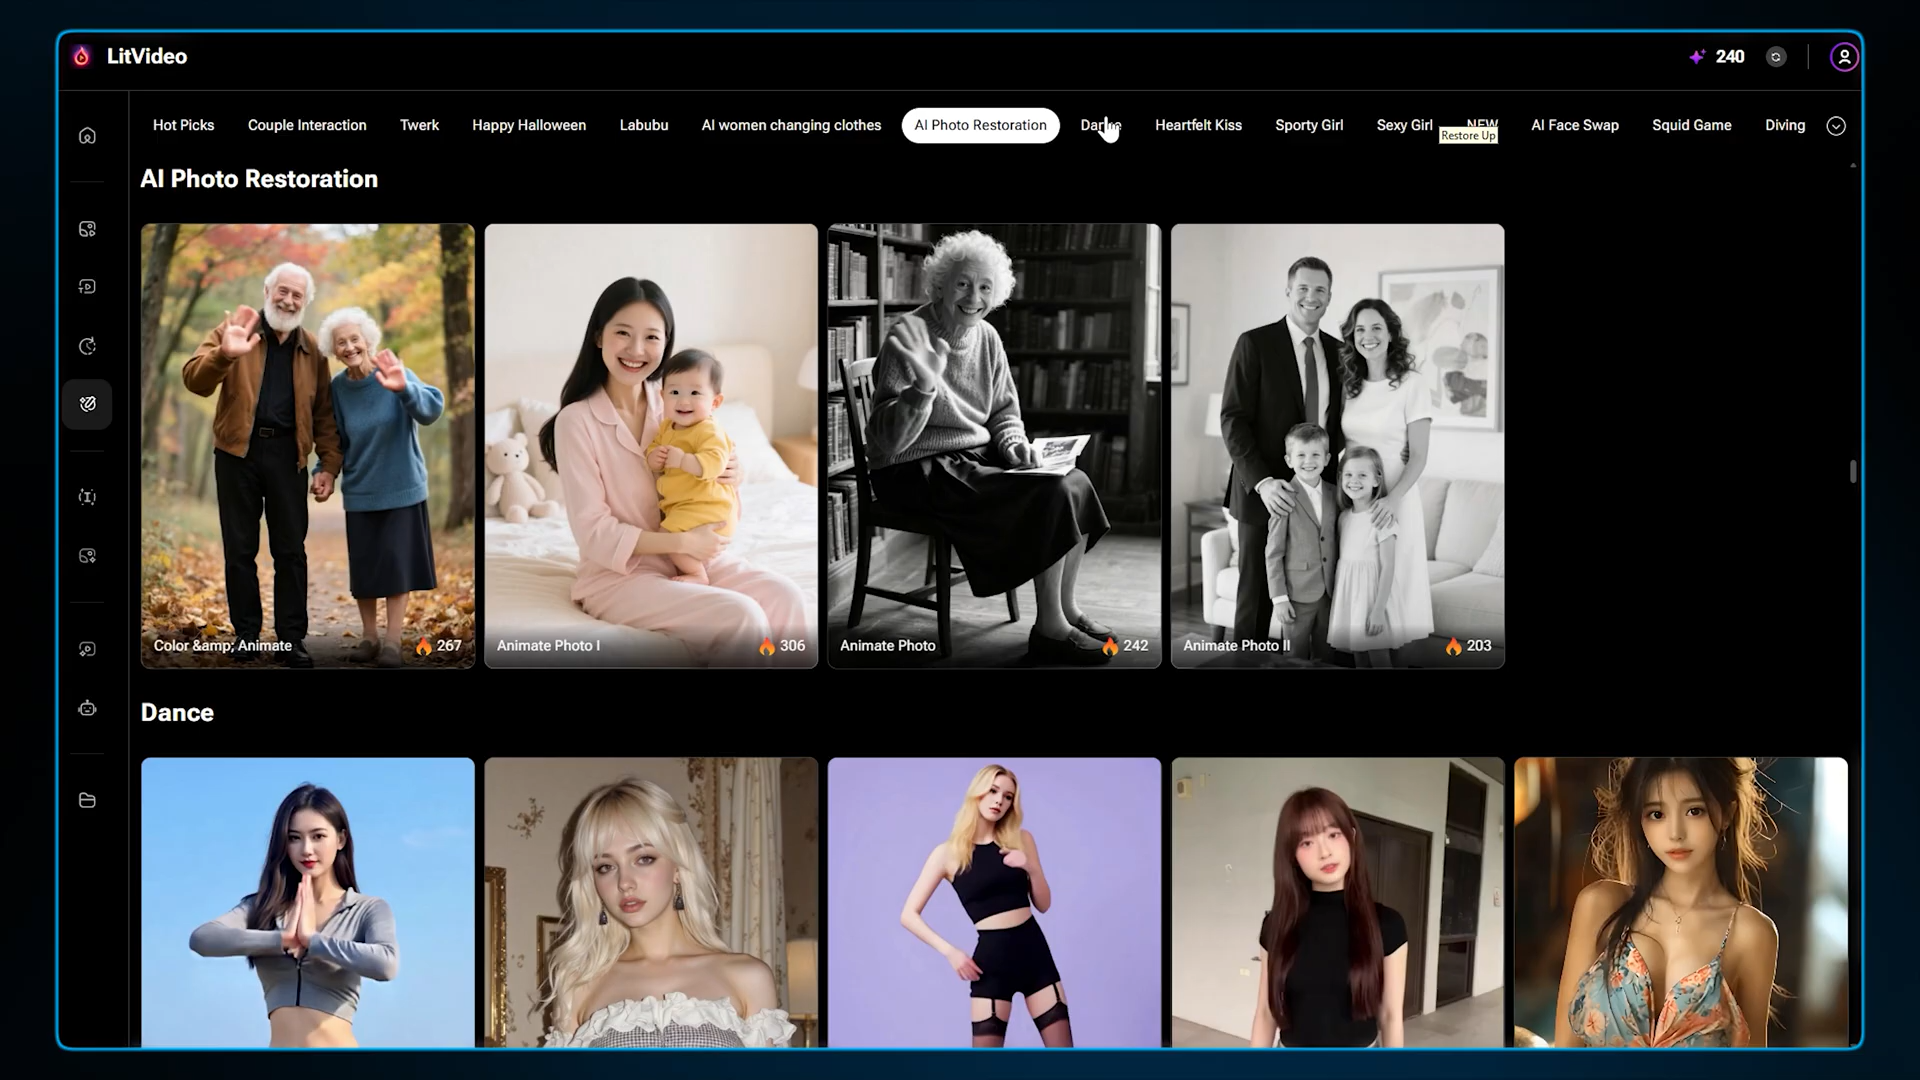 LitVideo
240
Hot Picks
Couple Interaction
Twerk
Happy Halloween
Labubu
AI women changing clothes
AI Photo Restoration
Dance
Heartfelt Kiss
Sporty Girl
Sexy Girl
NEW
AI Face Swap
Squid Game
Diving
Restore Up
AI Photo Restoration
Color &amp; Animate
267
Animate Photo I
306
Animate Photo
242
Animate Photo II
203
Dance